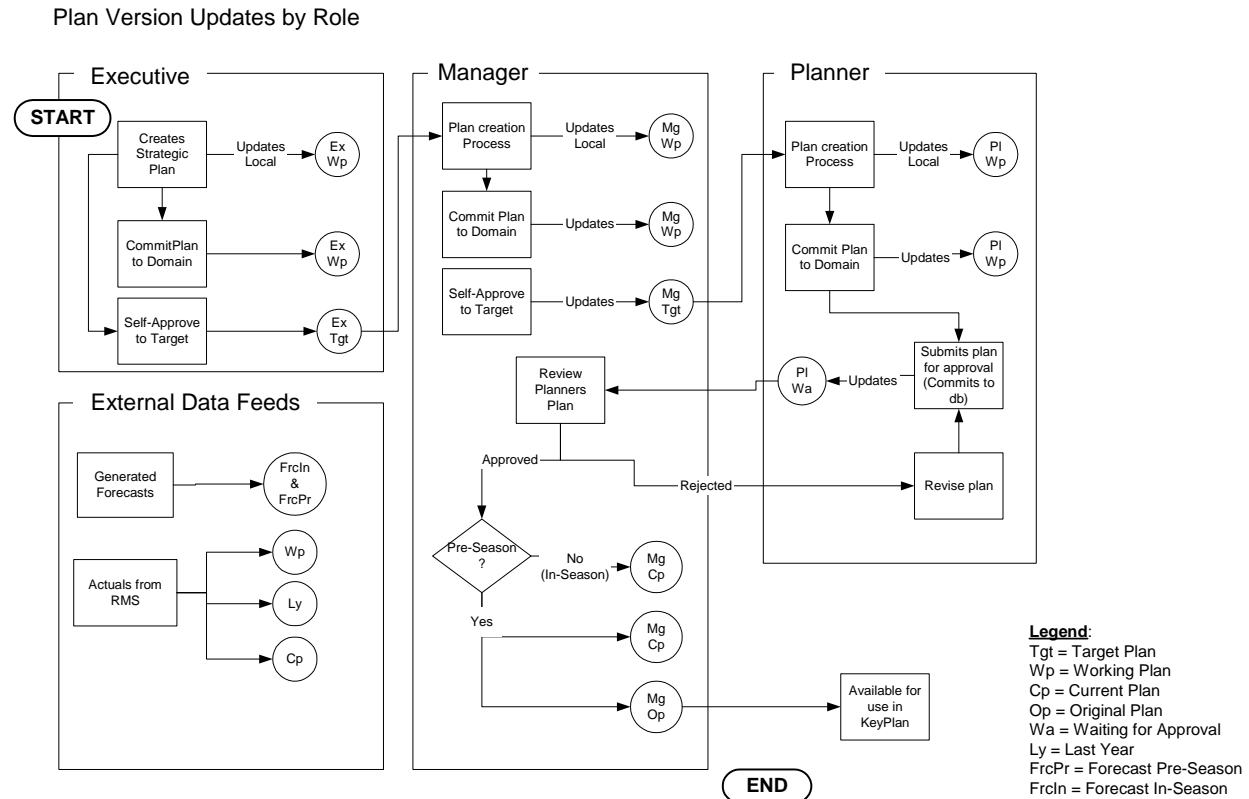 Plan Version Updates by Role
Executive
START
Creates
Strategic
Plan
Updates
Local
Ex
Wp
CommitPlan
to Domain
Ex
Wp
Self-Approve
to Target
Ex
Tgt
External Data Feeds
Generated
Forecasts
FrcIn
&
FrcPr
Actuals from
RMS
Wp
Ly
Cp
Manager
Plan creation
Process
Updates
Local
Mg
Wp
Commit Plan
to Domain
Updates
Mg
Wp
Self-Approve
to Target
Updates
Mg
Tgt
Review
Planners
Plan
Approved
Rejected
Pre-Season
?
No
(In-Season)
Mg
Cp
Yes
Mg
Cp
Mg
Op
Planner
Plan creation
Process
Updates
Local
Pl
Wp
Commit Plan
to Domain
Updates
Pl
Wp
Submits plan
for approval
(Commits to
db)
Updates
Pl
Wa
Revise plan
Available for
use in
KeyPlan
END
Legend:
Tgt = Target Plan
Wp = Working Plan
Cp = Current Plan
Op = Original Plan
Wa = Waiting for Approval
Ly = Last Year
FrcPr = Forecast Pre-Season
FrcIn = Forecast In-Season